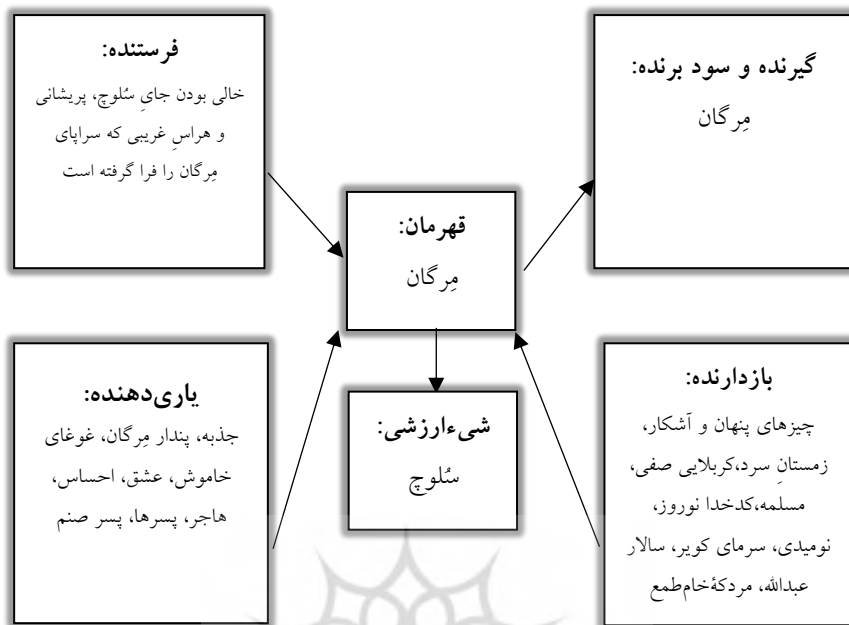 فرستنده:
خالی بودن جایِ سُلوچ، پریشانی
و هراسِ غریبی که سراپای
مِرگان را فرا گرفته است
گیرنده و سود برنده:
مِرگان
قهرمان:
مِرگان
یاری‌دهنده:
جذبه، پندار مِرگان، غوغای
خاموش، عشق، احساس،
هاجر، پسرها، پسر صنم
شیءارزشی:
سُلوچ
بازدارنده:
چیزهای پنهان و آشکار،
زمستانِ سرد،کربلایی صفی،
مسلمه،کدخدا نوروز،
نومیدی، سرمای کویر، سالار
عبدالله، مردکهٔ‌خام‌طمع